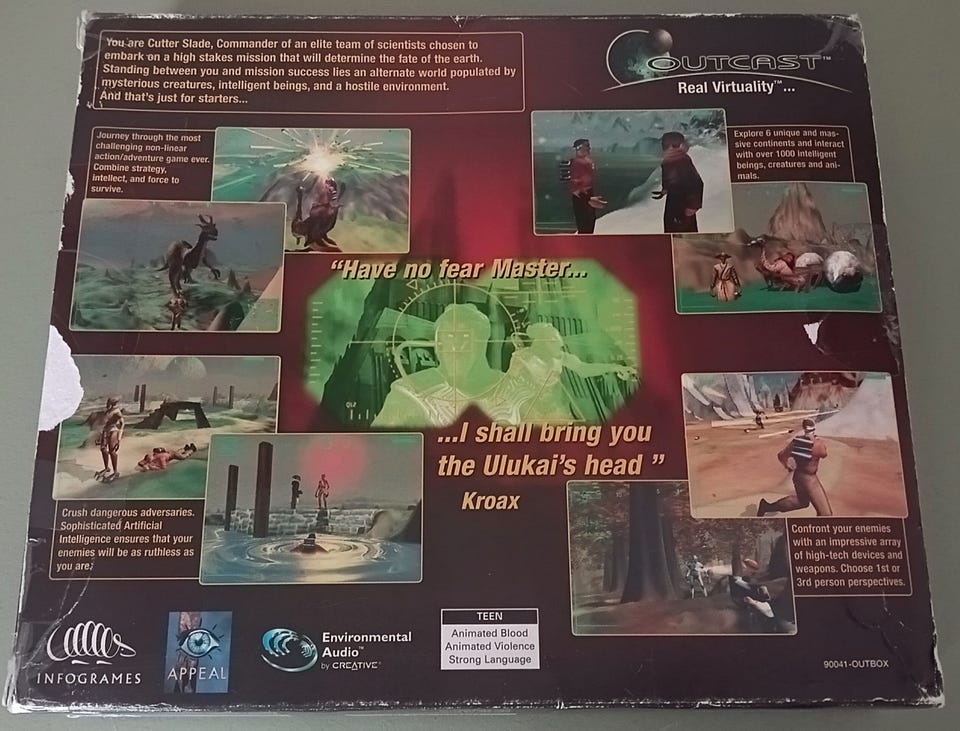 You are Cutter Slade, Commander of an elite team of scientists chosen to
embark on a high stakes mission that will determine the fate of the earth.
Standing between you and mission success lies an alternate world populated by
mysterious creatures, intelligent beings, and a hostile environment.
And that's just for starters...
OUTCAST™
Real Virtuality™...
Journey through the most
challenging non-linear
action/adventure game ever.
Combine strategy,
intellect, and force to
survive.
Explore 6 unique and mas-
sive continents and interact
with over 1000 intelligent
beings, creatures and ani-
mals.
“Have no fear Master...
...I shall bring you
the Ulukai's head ”
Kroax
Crush dangerous adversaries.
Sophisticated Artificial
Intelligence ensures that your
enemies will be as ruthless as
you are.
Confront your enemies
with an impressive array
of high-tech devices and
weapons. Choose 1st or
3rd person perspectives.
INFOGRAMES
APPEAL
Environmental
Audio™
by CREATIVE®
TEEN
Animated Blood
Animated Violence
Strong Language
90041-OUTBOX